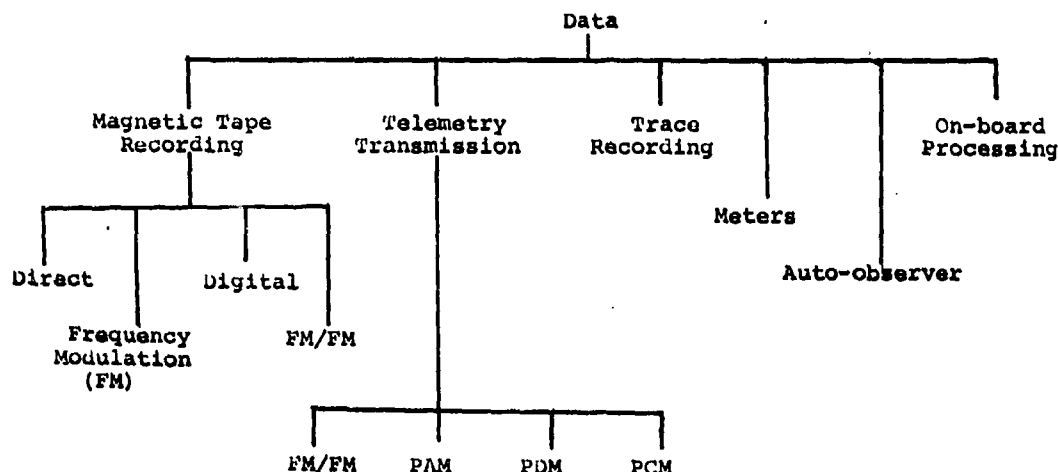 Data
Magnetic Tape
Recording
Telemetry
Transmission
Trace
Recording
On-board
Processing
Meters
Auto-observer
Direct
Digital
Frequency
Modulation
(FM)
FM/FM
FM/FM
PAM
PDM
PCM